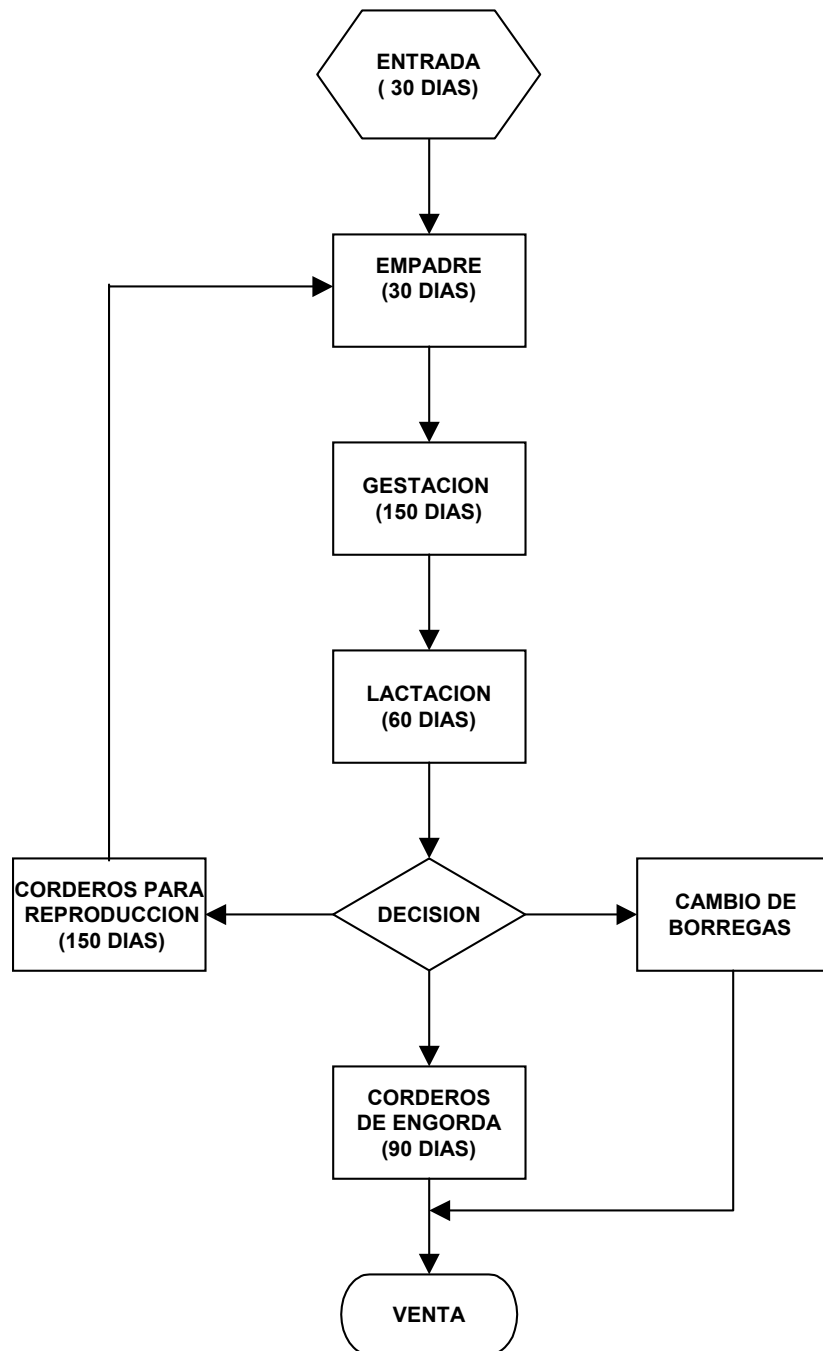 ENTRADA
( 30 DIAS)
EMPADRE
(30 DIAS)
GESTACION
(150 DIAS)
LACTACION
(60 DIAS)
CORDEROS PARA
REPRODUCCION
(150 DIAS)
DECISION
CAMBIO DE
BORREGAS
CORDEROS
DE ENGORDA
(90 DIAS)
VENTA